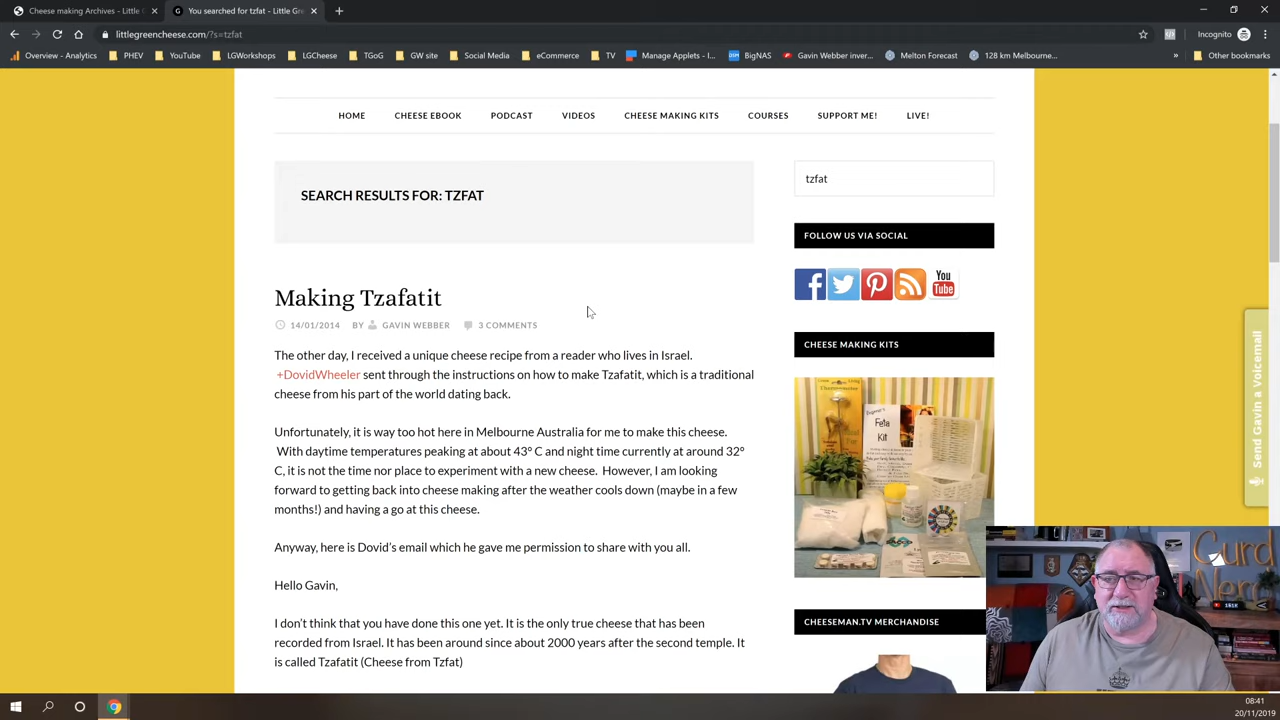 Cheese making Archives - Little G
You searched for tzfat - Little Gre
littlegreencheese.com/?s=tzfat
Incognito
Overview - Analytics
PHEV
YouTube
LGWorkshops
LGCheese
TGoG
GW site
Social Media
eCommerce
TV
Manage Applets - I...
BigNAS
Gavin Webber inver...
Melton Forecast
128 km Melbourne...
»
Other bookmarks
HOME
CHEESE EBOOK
PODCAST
VIDEOS
CHEESE MAKING KITS
COURSES
SUPPORT ME!
LIVE!
SEARCH RESULTS FOR: TZFAT
Making Tzafatit
14/01/2014 BY GAVIN WEBBER 3 COMMENTS
The other day, I received a unique cheese recipe from a reader who lives in Israel.
+DovidWheeler sent through the instructions on how to make Tzafatit, which is a traditional
cheese from his part of the world dating back.
Unfortunately, it is way too hot here in Melbourne Australia for me to make this cheese.
With daytime temperatures peaking at about 43° C and night time currently at around 32°
C, it is not the time nor place to experiment with a new cheese. However, I am looking
forward to getting back into cheese making after the weather cools down (maybe in a few
months!) and having a go at this cheese.
Anyway, here is Dovid's email which he gave me permission to share with you all.
Hello Gavin,
I don't think that you have done this one yet. It is the only true cheese that has been
recorded from Israel. It has been around since about 2000 years after the second temple. It
is called Tzafatit (Cheese from Tzfat)
tzfat
FOLLOW US VIA SOCIAL
You
Tube
CHEESE MAKING KITS
Feta
Kit
CHEESEMAN.TV MERCHANDISE
Send Gavin a Voicemail
Curd
Nerd
08:41
20/11/2019